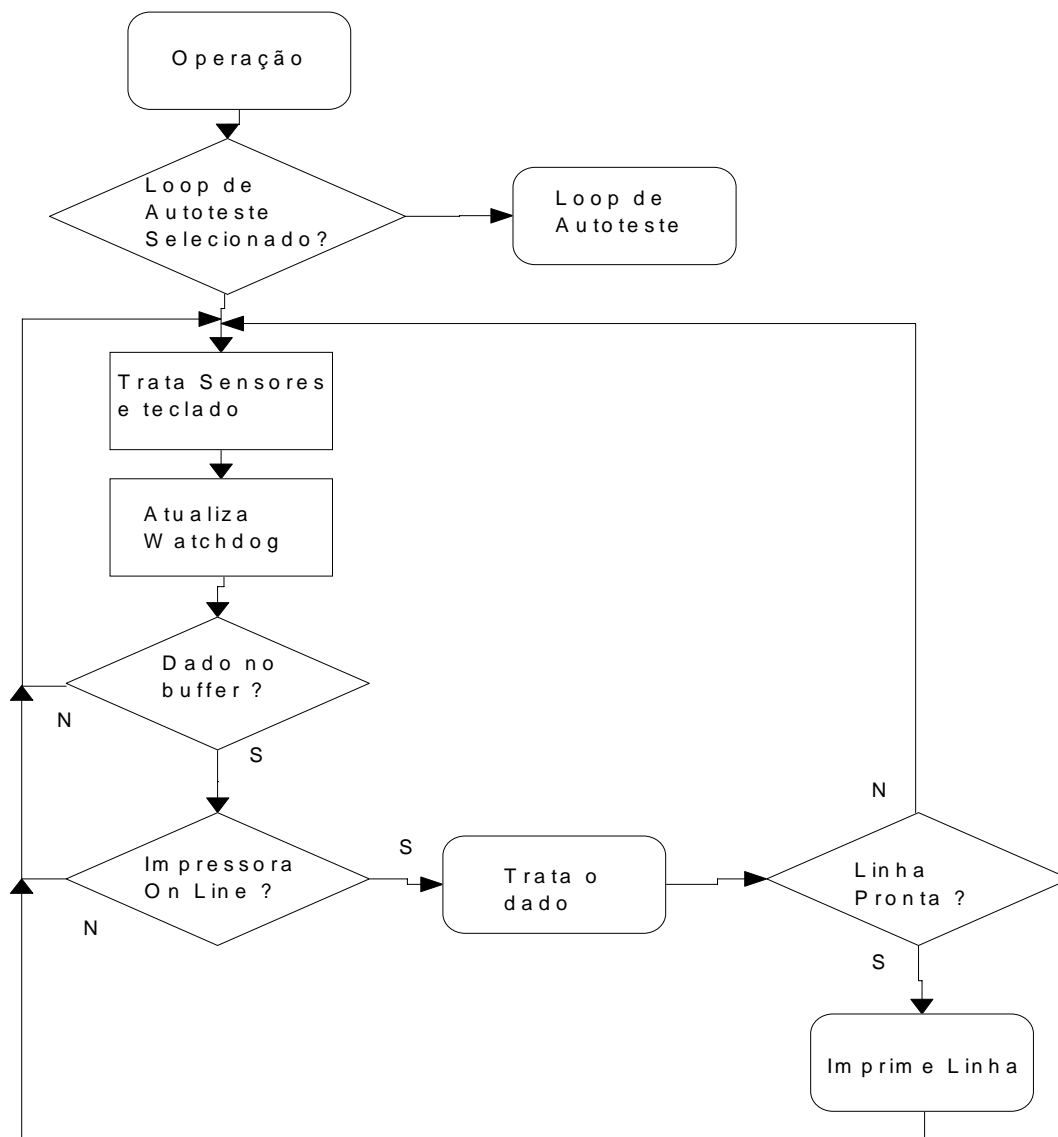 Operação
Loop de
Autoteste
Selecionado?
Loop de
Autoteste
Trata Sensores
e teclado
Atualiza
Watchdog
Dado no
buffer ?
N
S
Impressora
On Line ?
S
N
Trata o
dado
N
Linha
Pronta ?
S
Imprime Linha